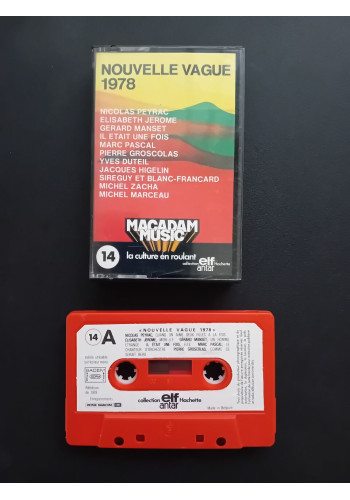 NOUVELLE VAGUE
1978
NICOLAS PEYRAC
ELISABETH JEROME
GERARD MANSET
IL ETAIT UNE FOIS
MARC PASCAL
PIERRE GROSCOLAS
YVES DUTEIL
JACQUES HIGELIN
SIREGUY ET BLANC-FRANCARD
MICHEL ZACHA
MICHEL MARCEAU
MACADAM
MUSIC
14
la culture en roulant
collection elf Hachette
antar
14 A
«NOUVELLE VAGUE 1978»
NICOLAS PEYRAC,
ELISABETH JEROME, GERARD MANSET,
IL ETAIT UNE FOIS, MARC PASCAL,
PIERRE GROSCOLAS,
SACEM
collection elf Hachette
antar